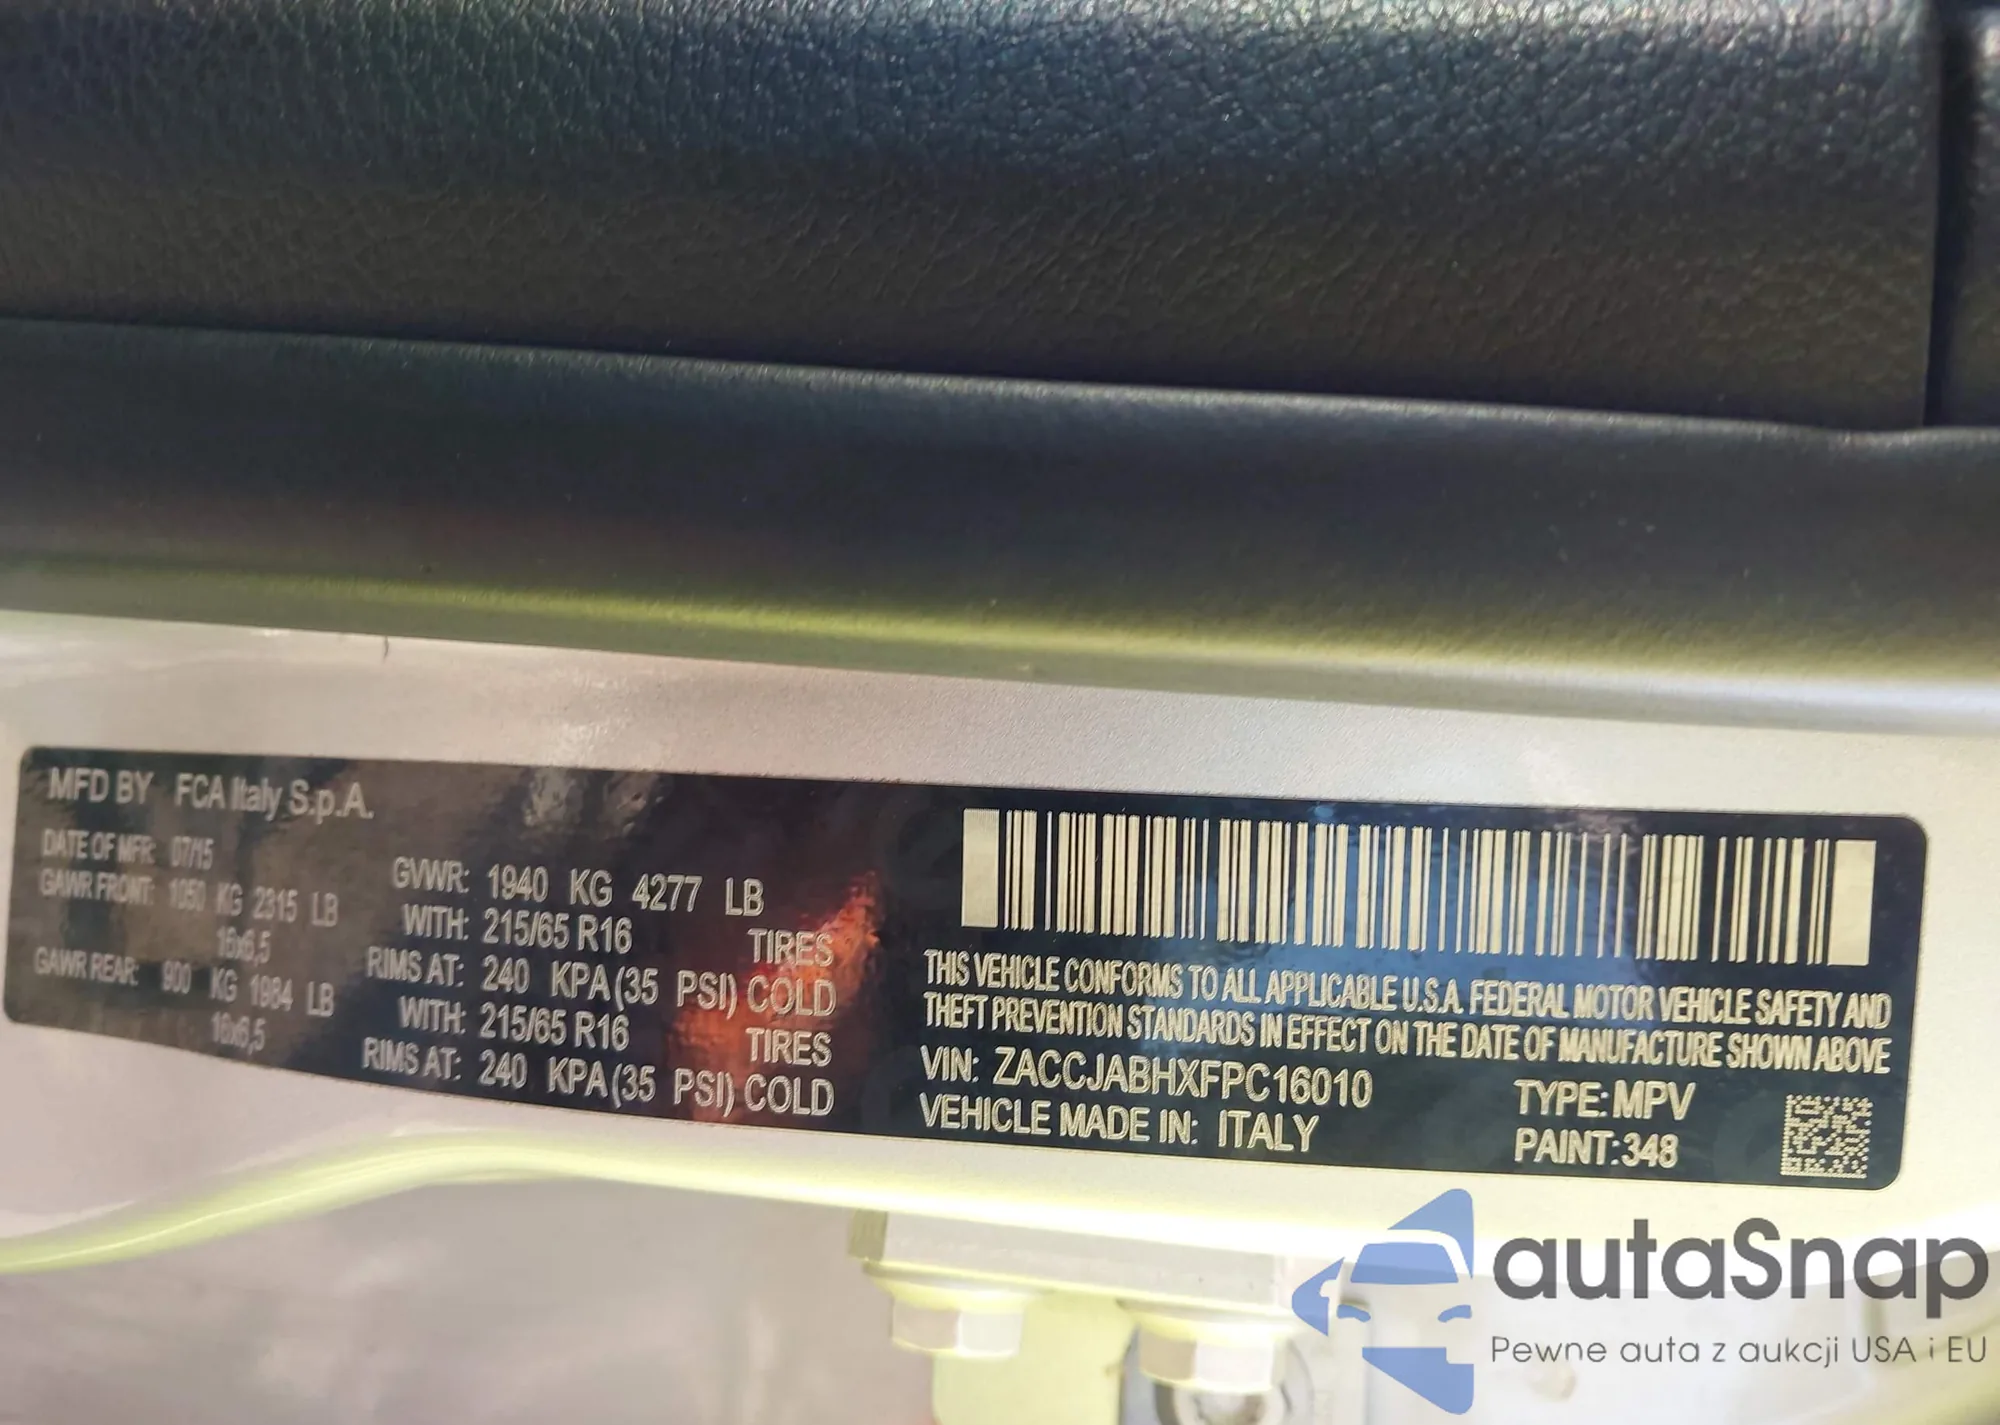 MFD BY FCA Italy S.p.A.
DATE OF MFR: 07/15
GAWR FRONT: 1050 KG 2315 LB
16x6,5
GAWR REAR: 900 KG 1984 LB
16x6,5
GVWR: 1940 KG 4277 LB
WITH: 215/65 R16 TIRES
RIMS AT: 240 KPA (35 PSI) COLD
WITH: 215/65 R16 TIRES
RIMS AT: 240 KPA (35 PSI) COLD
THIS VEHICLE CONFORMS TO ALL APPLICABLE U.S.A. FEDERAL MOTOR VEHICLE SAFETY AND
THEFT PREVENTION STANDARDS IN EFFECT ON THE DATE OF MANUFACTURE SHOWN ABOVE
VIN: ZACCJABHXFPC16010 TYPE: MPV
VEHICLE MADE IN: ITALY PAINT: 348
autaSnap
Pewne auta z aukcji USA i EU